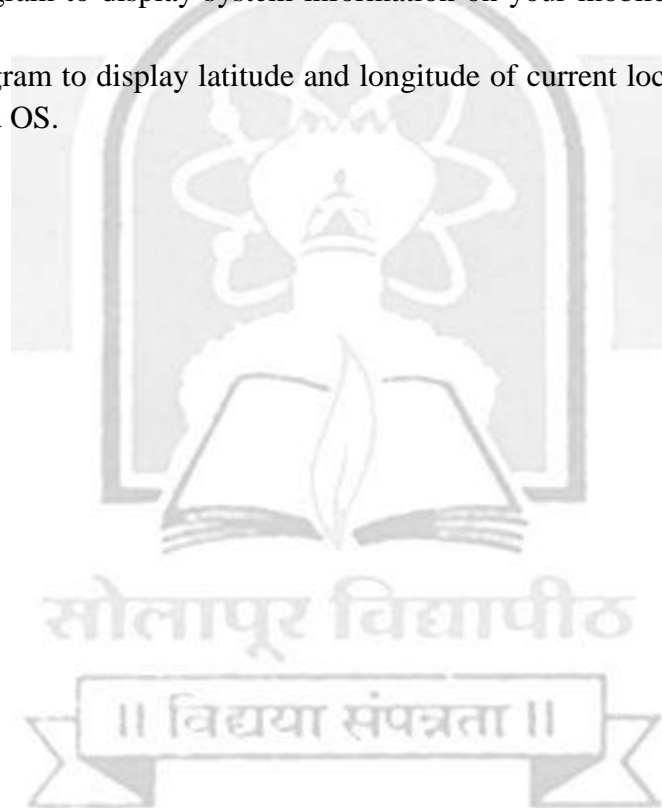 gram to display system information on your mobile
gram to display latitude and longitude of current loc
OS.
सोलापूर विद्यापीठ
।। विद्यया संपन्नता ।।